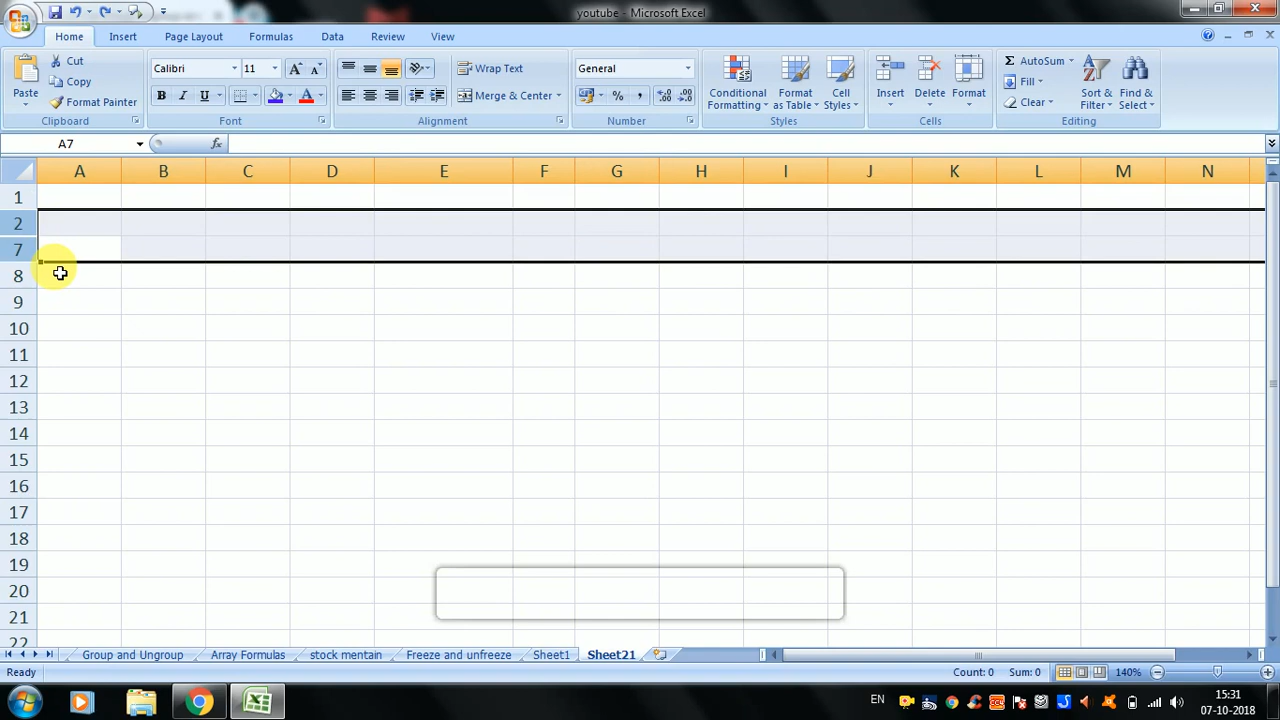 youtube - Microsoft Excel
Home Insert Page Layout Formulas Data Review View
Paste Cut Copy Format Painter Clipboard
Calibri 11 A A B I U A Font
Wrap Text Merge & Center Alignment
General % , Number
Conditional Formatting Format as Table Cell Styles Styles
Insert Delete Format Cells
Σ AutoSum Fill Clear Sort & Filter Find & Select Editing
A7 fx
A B C D E F G H I J K L M N
1
2
7
8
9
10
11
12
13
14
15
16
17
18
19
20
21
22
Group and Ungroup Array Formulas stock mentain Freeze and unfreeze Sheet1 Sheet21
Ready Count: 0 Sum: 0 140%
EN 15:31
07-10-2018